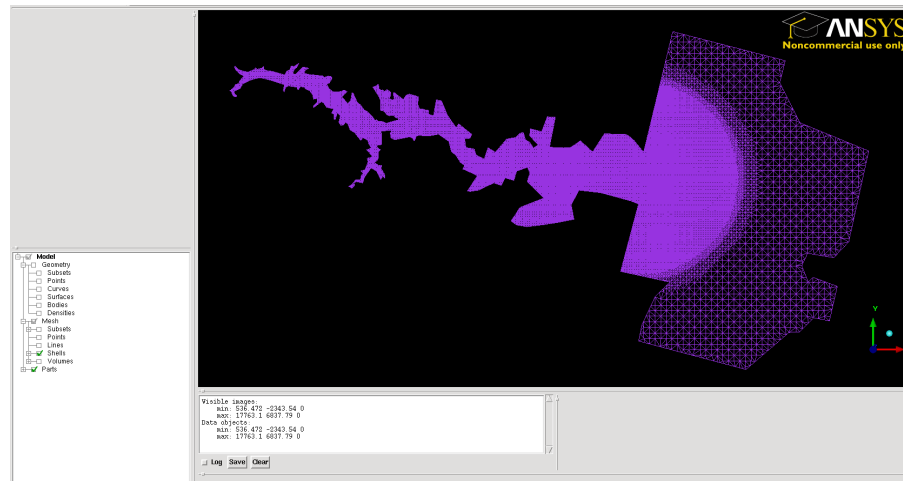 ANSYS
Noncommercial use only
Model
Geometry
Subsets
Points
Curves
Surfaces
Bodies
Densities
Mesh
Subsets
Points
Lines
Shells
Volumes
Parts
Y
Visible images:
min: 536.472 -2343.54 0
max: 17763.1 6837.79 0
Data objects:
min: 536.472 -2343.54 0
max: 17763.1 6837.79 0
Log Save Clear